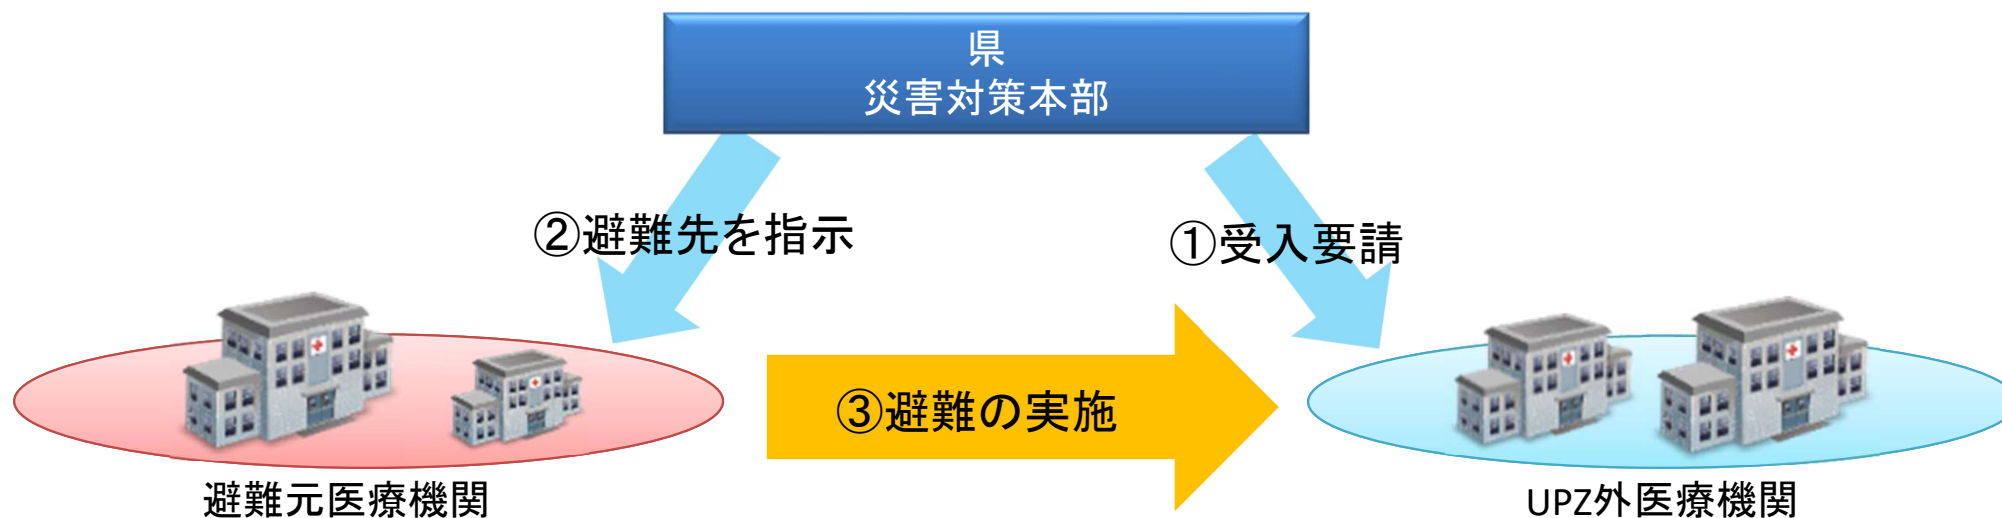 県
災害対策本部
②避難先を指示
①受入要請
③避難の実施
避難元医療機関
UPZ外医療機関